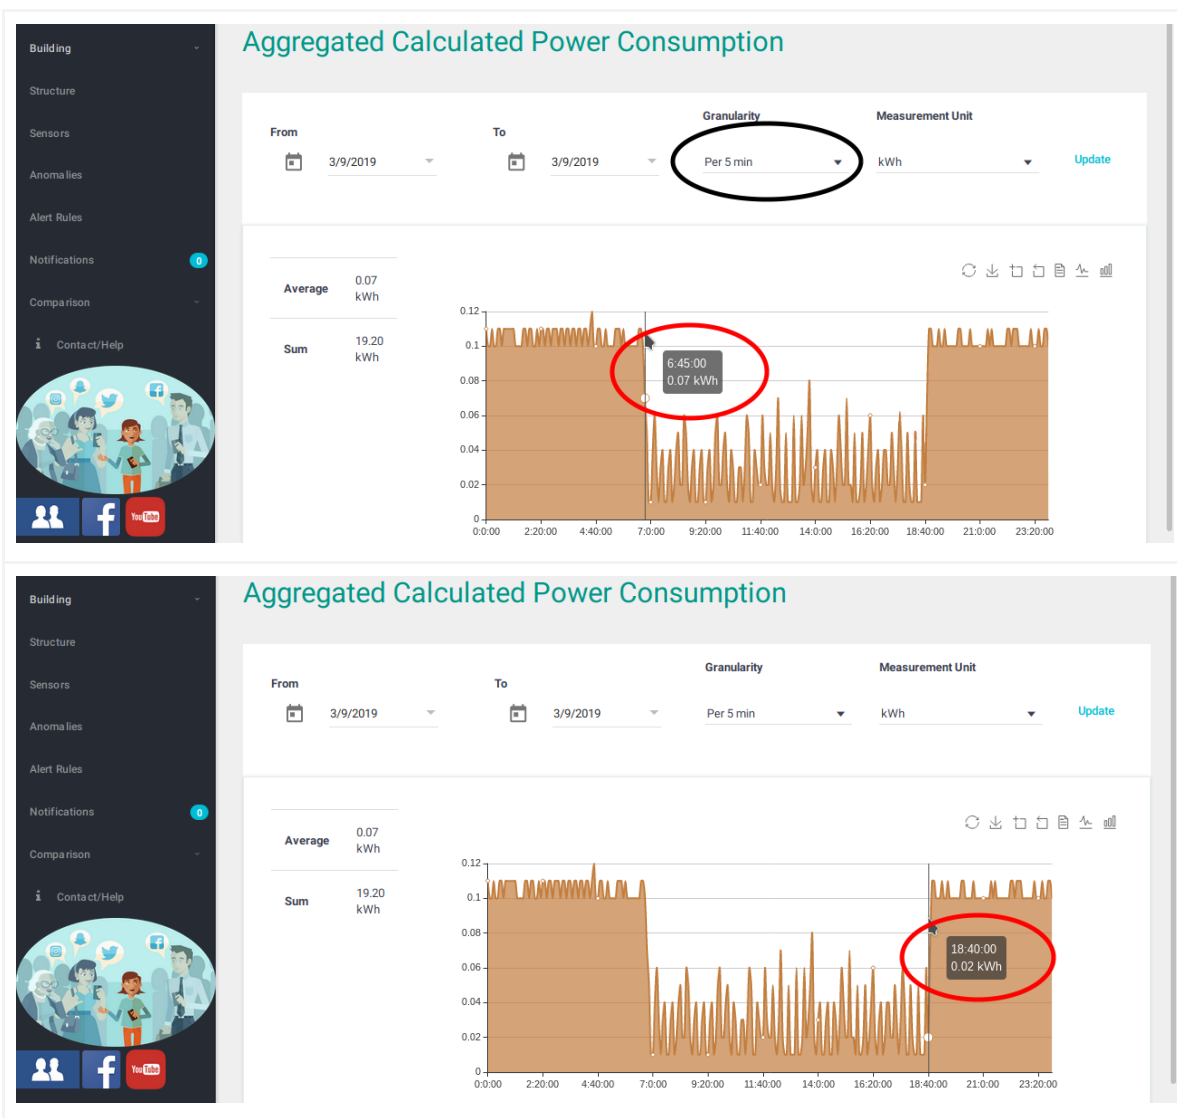 Building
Structure
Sensors
Anomalies
Alert Rules
Notifications 0
Comparison
i Contact/Help
You Tube
Aggregated Calculated Power Consumption
From
3/9/2019
To
3/9/2019
Granularity
Per 5 min
Measurement Unit
kWh
Update
Average 0.07 kWh
Sum 19.20 kWh
0.12
0.1
0.08
0.06
0.04
0.02
0
6:45:00
0.07 kWh
0:0:00 2:20:00 4:40:00 7:0:00 9:20:00 11:40:00 14:0:00 16:20:00 18:40:00 21:0:00 23:20:00
Building
Structure
Sensors
Anomalies
Alert Rules
Notifications 0
Comparison
i Contact/Help
You Tube
Aggregated Calculated Power Consumption
From
3/9/2019
To
3/9/2019
Granularity
Per 5 min
Measurement Unit
kWh
Update
Average 0.07 kWh
Sum 19.20 kWh
0.12
0.1
0.08
0.06
0.04
0.02
0
18:40:00
0.02 kWh
0:0:00 2:20:00 4:40:00 7:0:00 9:20:00 11:40:00 14:0:00 16:20:00 18:40:00 21:0:00 23:20:00